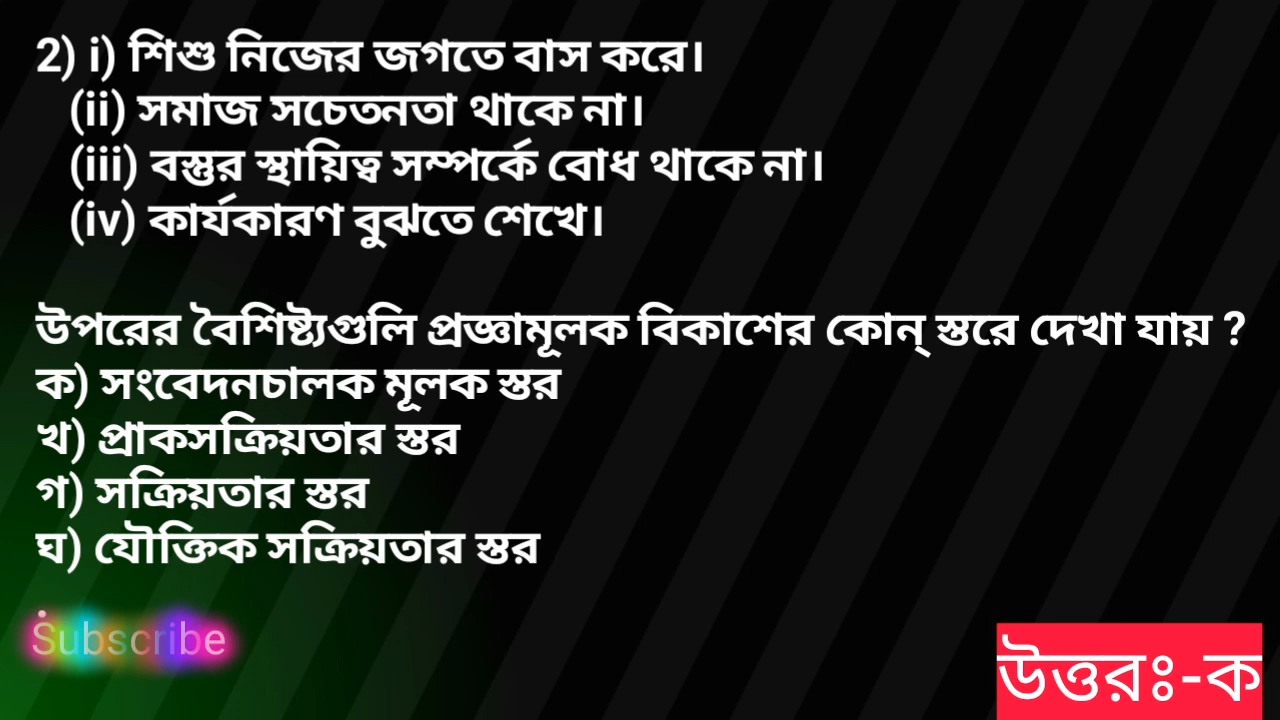 2) i) শিশু নিজের জগতে বাস করে।
(ii) সমাজ সচেতনতা থাকে না।
(iii) বস্তুর স্থায়িত্ব সম্পর্কে বোধ থাকে না।
(iv) কার্যকারণ বুঝতে শেখে।
উপরের বৈশিষ্ট্যগুলি প্রজ্ঞামূলক বিকাশের কোন্ স্তরে দেখা যায় ?
ক) সংবেদনচালক মূলক স্তর
খ) প্রাকসক্রিয়তার স্তর
গ) সক্রিয়তার স্তর
ঘ) যৌক্তিক সক্রিয়তার স্তর
Subscribe
উত্তরঃ-ক